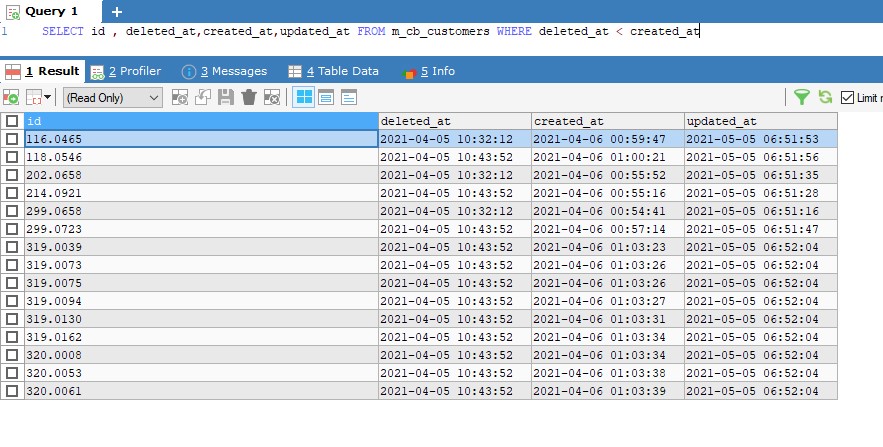 Query 1
1 SELECT id , deleted_at,created_at,updated_at FROM m_cb_customers WHERE deleted_at < created_at
1 Result 2 Profiler 3 Messages 4 Table Data 5 Info
(Read Only) Limit r
id deleted_at created_at updated_at
116.0465 2021-04-05 10:32:12 2021-04-06 00:59:47 2021-05-05 06:51:53
118.0546 2021-04-05 10:43:52 2021-04-06 01:00:21 2021-05-05 06:51:56
202.0658 2021-04-05 10:32:12 2021-04-06 00:55:52 2021-05-05 06:51:35
214.0921 2021-04-05 10:43:52 2021-04-06 00:55:16 2021-05-05 06:51:28
299.0658 2021-04-05 10:32:12 2021-04-06 00:54:41 2021-05-05 06:51:16
299.0723 2021-04-05 10:43:52 2021-04-06 00:57:14 2021-05-05 06:51:47
319.0039 2021-04-05 10:43:52 2021-04-06 01:03:23 2021-05-05 06:52:04
319.0073 2021-04-05 10:43:52 2021-04-06 01:03:26 2021-05-05 06:52:04
319.0075 2021-04-05 10:43:52 2021-04-06 01:03:26 2021-05-05 06:52:04
319.0094 2021-04-05 10:43:52 2021-04-06 01:03:27 2021-05-05 06:52:04
319.0130 2021-04-05 10:43:52 2021-04-06 01:03:31 2021-05-05 06:52:04
319.0162 2021-04-05 10:43:52 2021-04-06 01:03:34 2021-05-05 06:52:04
320.0008 2021-04-05 10:43:52 2021-04-06 01:03:34 2021-05-05 06:52:04
320.0053 2021-04-05 10:43:52 2021-04-06 01:03:38 2021-05-05 06:52:04
320.0061 2021-04-05 10:43:52 2021-04-06 01:03:39 2021-05-05 06:52:04